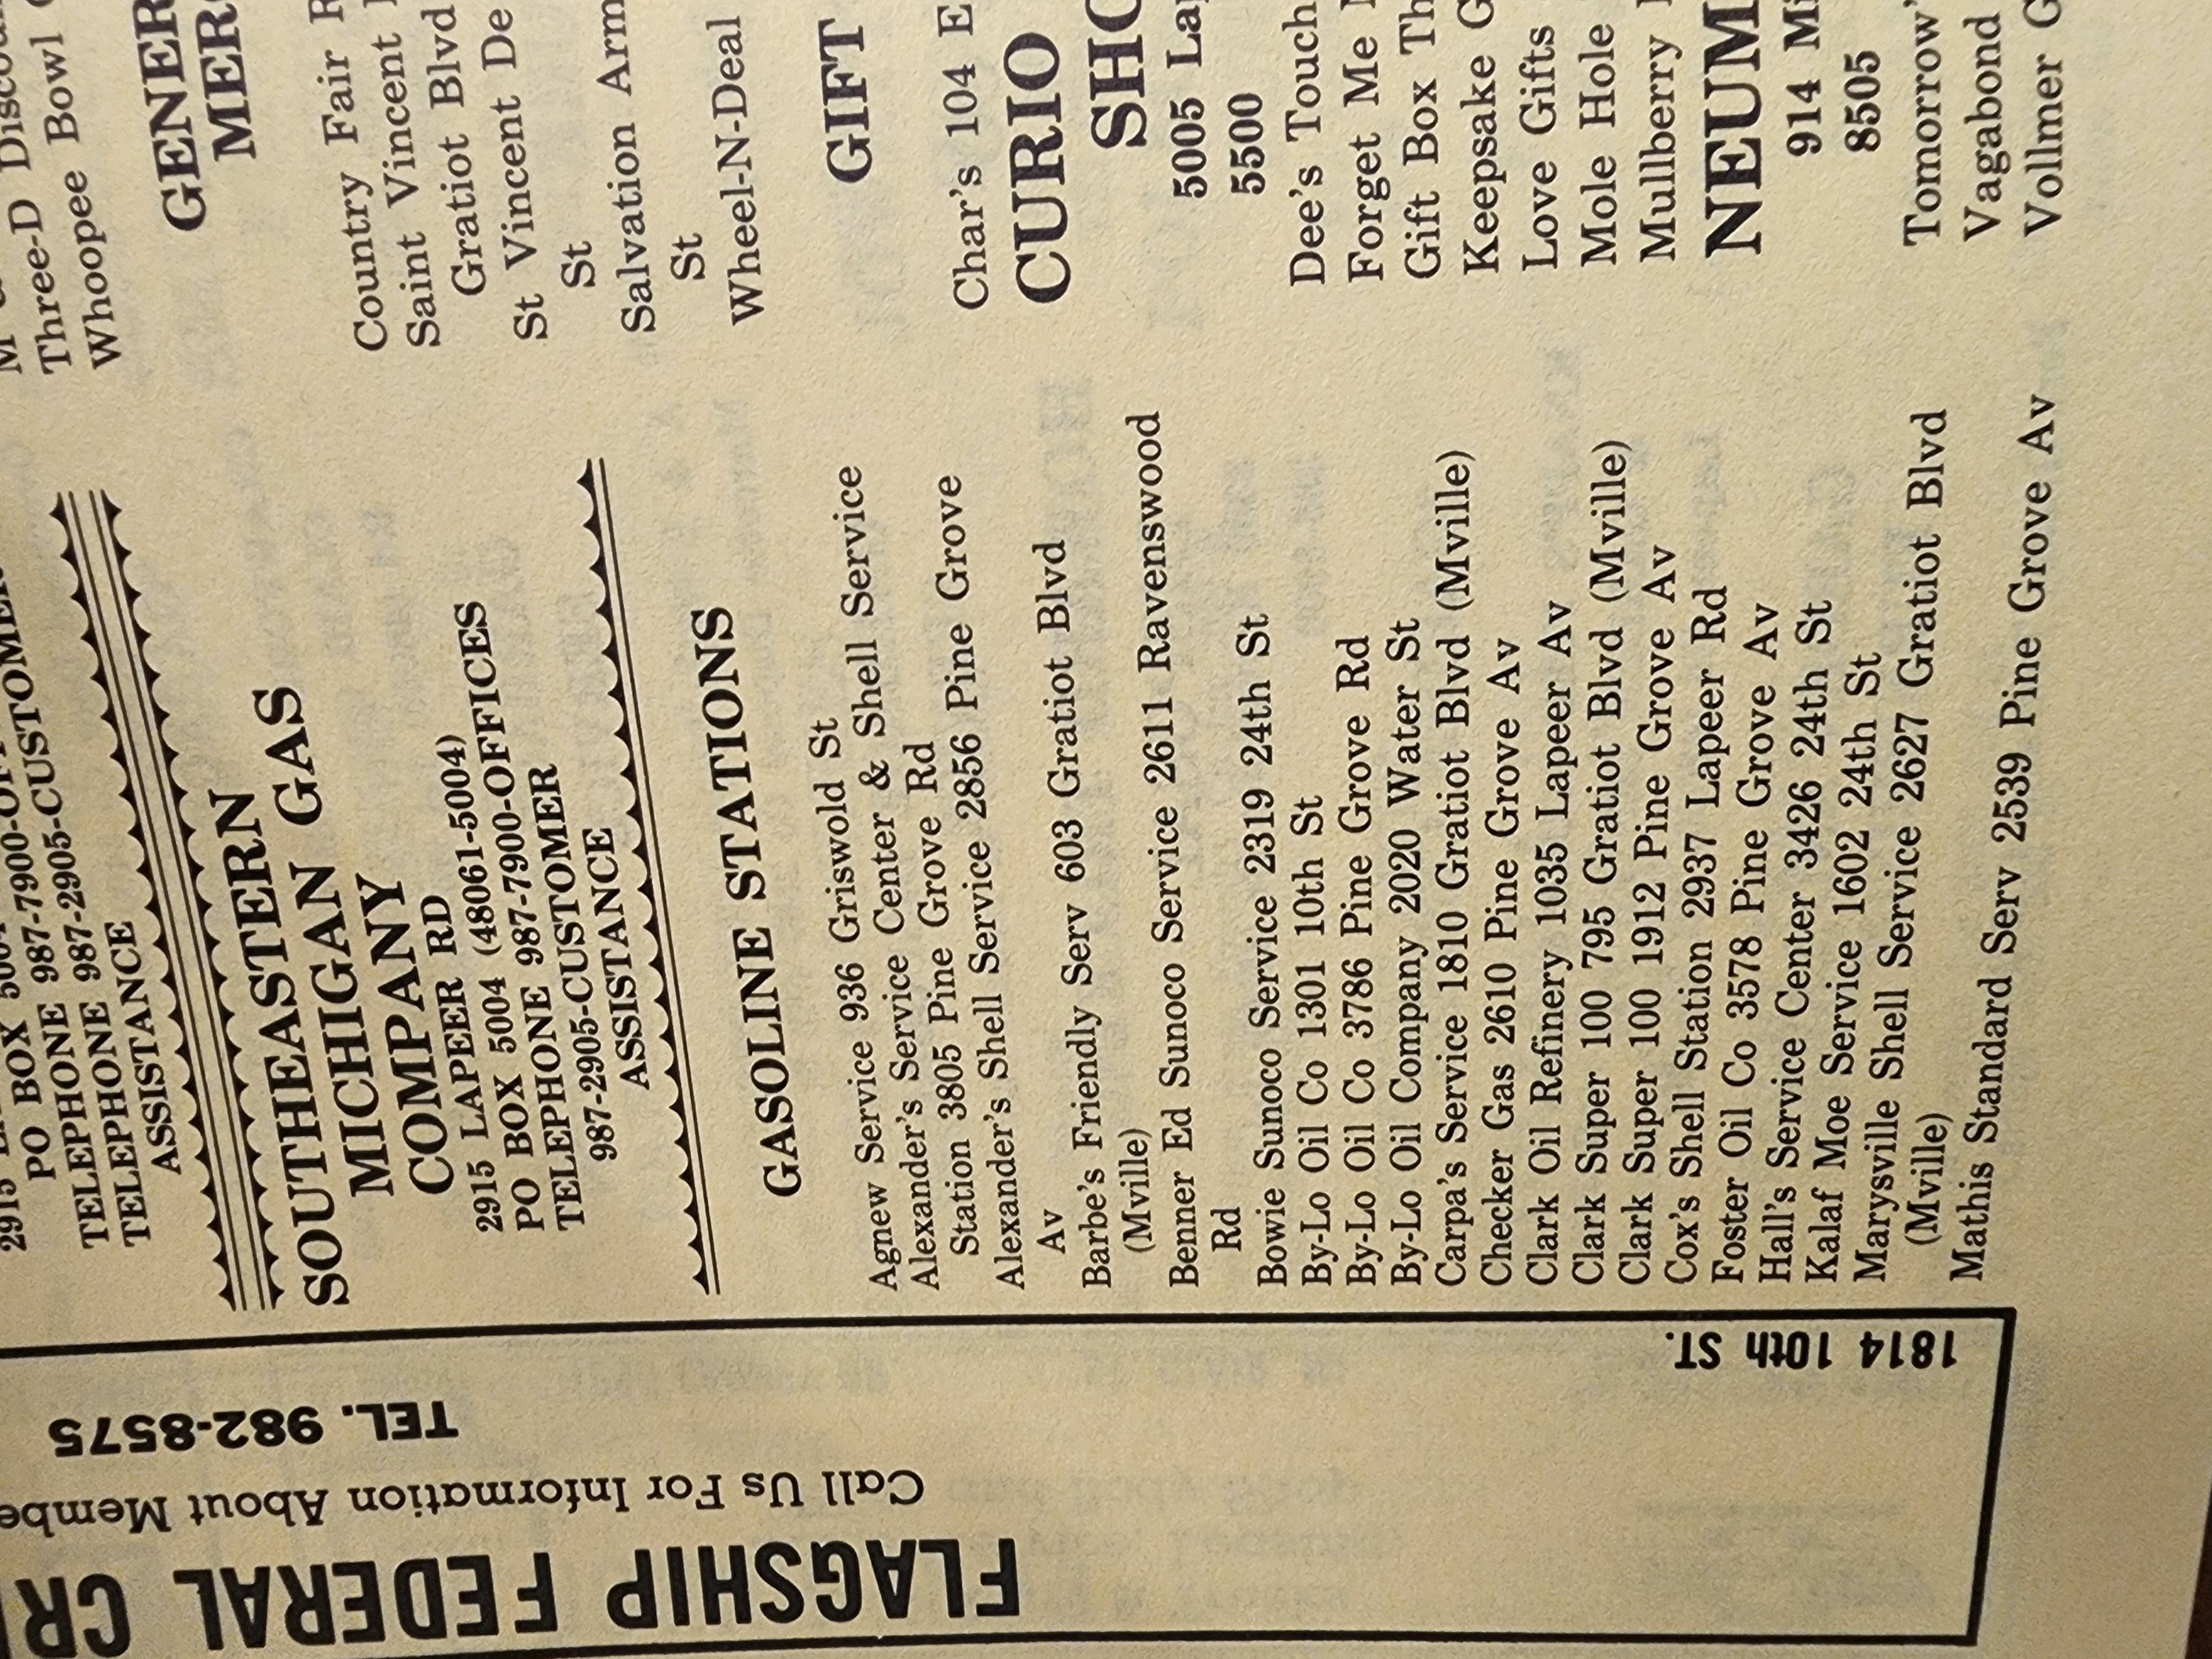 PO BOX 5004
TELEPHONE 987-7900-OFF
TELEPHONE 987-2905-CUSTOMER
ASSISTANCE
SOUTHEASTERN
MICHIGAN GAS
COMPANY
2915 LAPEER RD
PO BOX 5004 (48061-5004)
TELEPHONE 987-7900-OFFICES
987-2905-CUSTOMER
ASSISTANCE
GASOLINE STATIONS
Agnew Service 936 Griswold St
Alexander's Service Center & Shell Service
Station 3805 Pine Grove Rd
Alexander's Shell Service 2856 Pine Grove
Av
Barbe's Friendly Serv 603 Gratiot Blvd
(Mville)
Benner Ed Sunoco Service 2611 Ravenswood
Rd
Bowie Sunoco Service 2319 24th St
By-Lo Oil Co 1301 10th St
By-Lo Oil Co 3786 Pine Grove Rd
By-Lo Oil Company 2020 Water St
Carpa's Service 1810 Gratiot Blvd (Mville)
Checker Gas 2610 Pine Grove Av
Clark Oil Refinery 1035 Lapeer Av
Clark Super 100 795 Gratiot Blvd (Mville)
Clark Super 100 1912 Pine Grove Av
Cox's Shell Station 2937 Lapeer Rd
Foster Oil Co 3578 Pine Grove Av
Hall's Service Center 3426 24th St
Kalaf Moe Service 1602 24th St
Marysville Shell Service 2627 Gratiot Blvd
(Mville)
Mathis Standard Serv 2539 Pine Grove Av
Three-D Discou
Whoopee Bowl
GENER
MER
Country Fair R
Saint Vincent
Gratiot Blvd
St Vincent De
St
Salvation Arm
St
Wheel-N-Deal
GIFT
Char's 104 E
CURIO
SHO
5005 Lap
5500
Dee's Touch
Forget Me
Gift Box Th
Keepsake G
Love Gifts
Mole Hole
Mullberry
NEUM
914 Mi
8505
Tomorrow'
Vagabond
Vollmer G
FLAGSHIP FEDERAL CR
Call Us For Information About Membe
TEL. 982-8575
1814 10th ST.